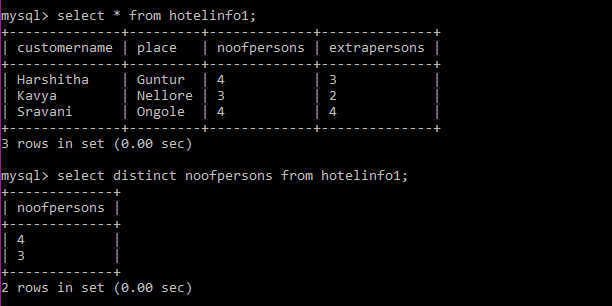 mysql> select * from hotelinfo1;
+--------------+---------+-------------+--------------+
| customername | place   | noofpersons | extrapersons |
+--------------+---------+-------------+--------------+
| Harshitha    | Guntur  | 4           | 3            |
| Kavya        | Nellore | 3           | 2            |
| Sravani      | Ongole  | 4           | 4            |
+--------------+---------+-------------+--------------+
3 rows in set (0.00 sec)

mysql> select distinct noofpersons from hotelinfo1;
+-------------+
| noofpersons |
+-------------+
| 4           |
| 3           |
+-------------+
2 rows in set (0.00 sec)